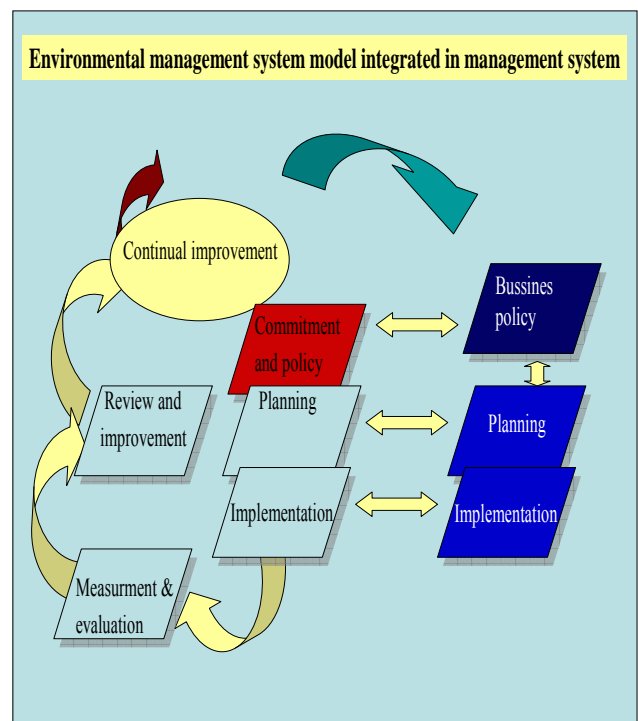 Environmental management system model integrated in management system
Continual improvement
Commitment
and policy
Bussines
policy
Review and
improvement
Planning
Planning
Implementation
Implementation
Measurment &
evaluation